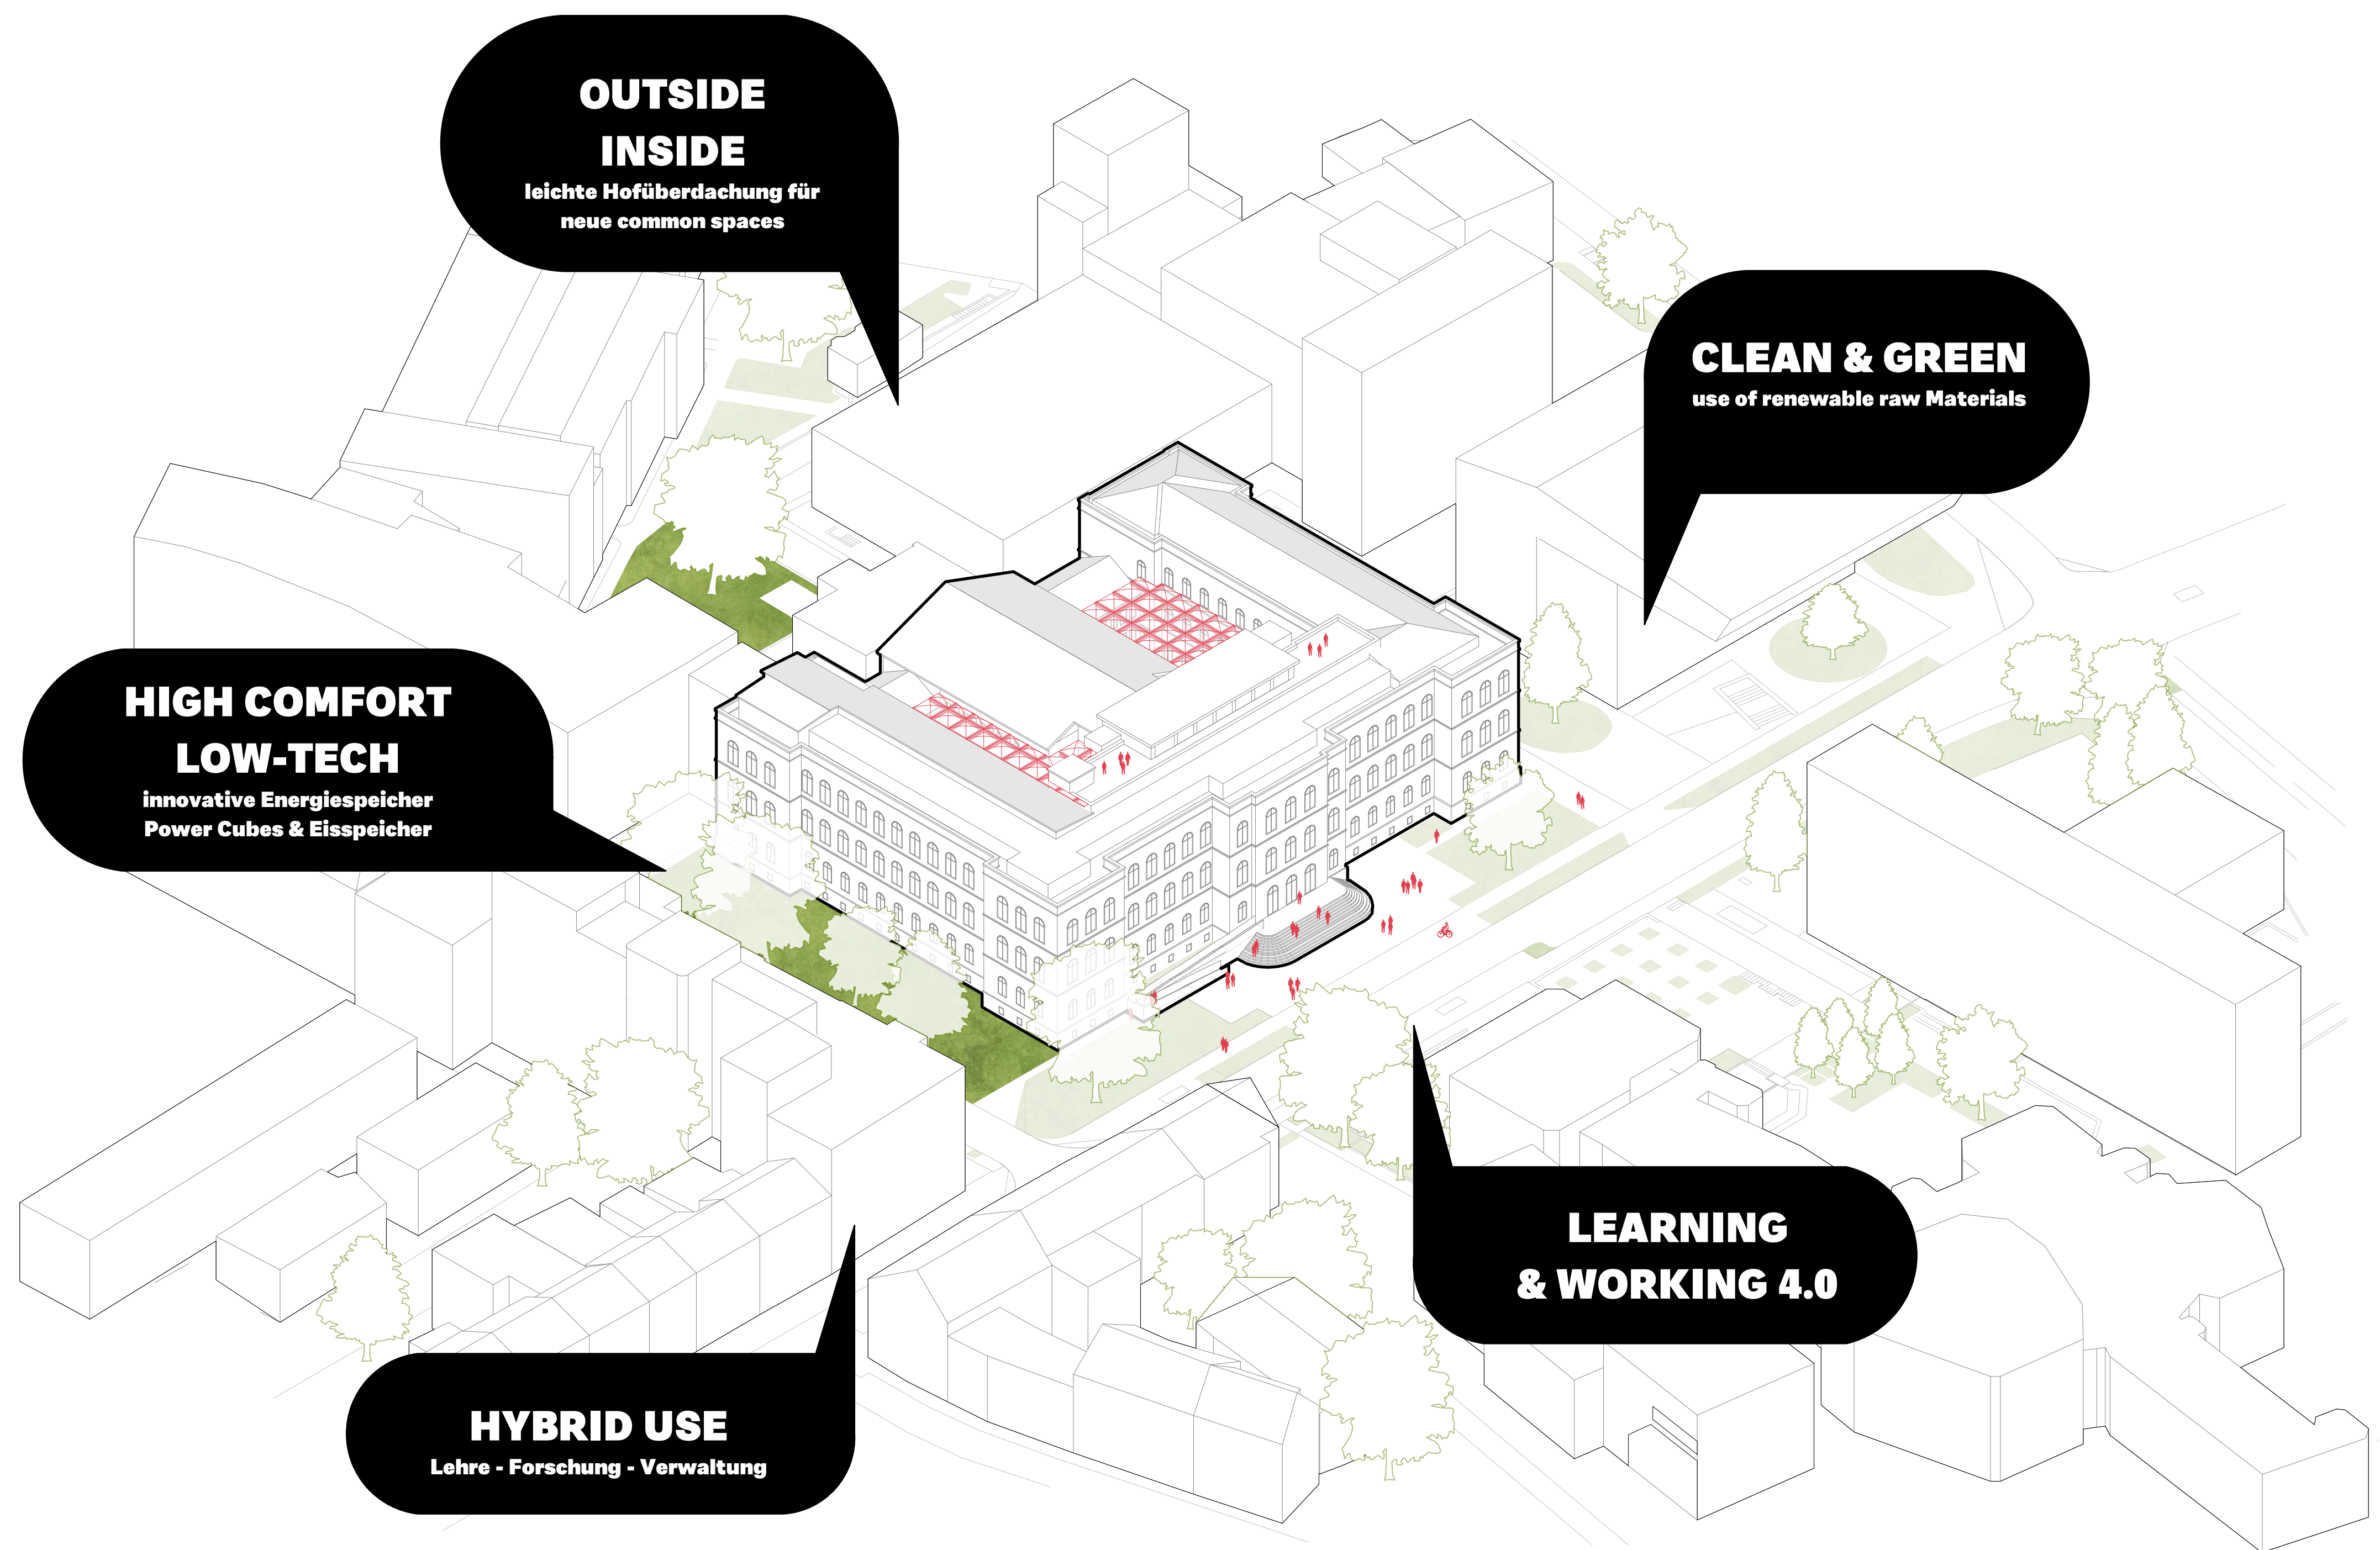 OUTSIDE
INSIDE
leichte Hofüberdachung für
neue common spaces
CLEAN & GREEN
use of renewable raw Materials
HIGH COMFORT
LOW-TECH
innovative Energiespeicher
Power Cubes & Eisspeicher
LEARNING
& WORKING 4.0
HYBRID USE
Lehre - Forschung - Verwaltung